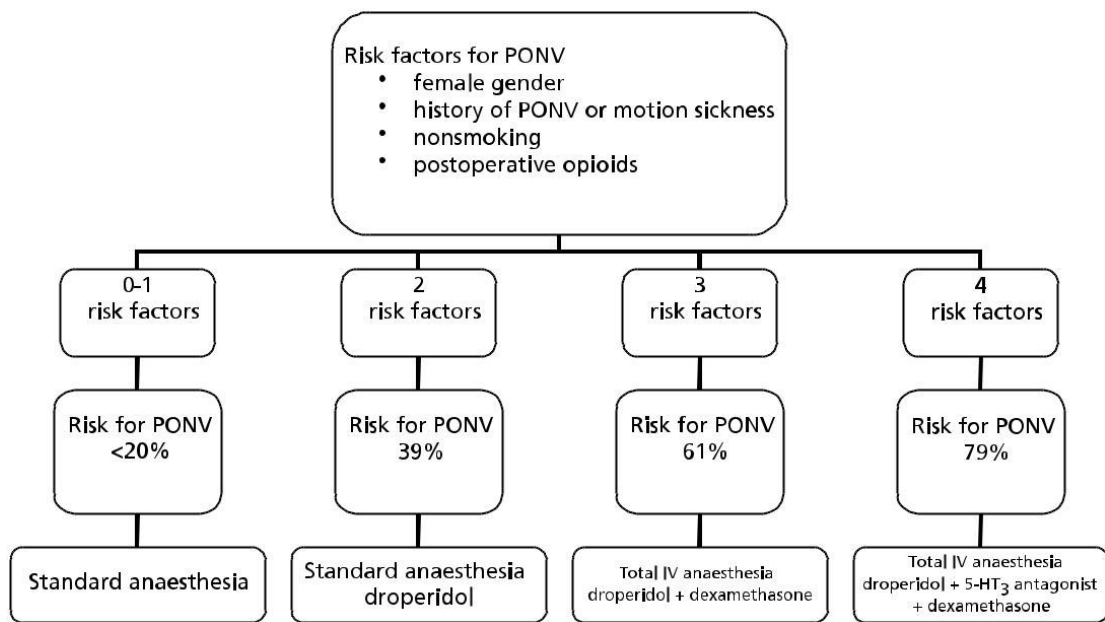 Risk factors for PONV
• female gender
• history of PONV or motion sickness
• nonsmoking
• postoperative opioids
0-1
risk factors
2
risk factors
3
risk factors
4
risk factors
Risk for PONV
<20%
Risk for PONV
39%
Risk for PONV
61%
Risk for PONV
79%
Standard anaesthesia
Standard anaesthesia
droperidol
Total IV anaesthesia
droperidol + dexamethasone
Total IV anaesthesia
droperidol + 5-HT3 antagonist
+ dexamethasone